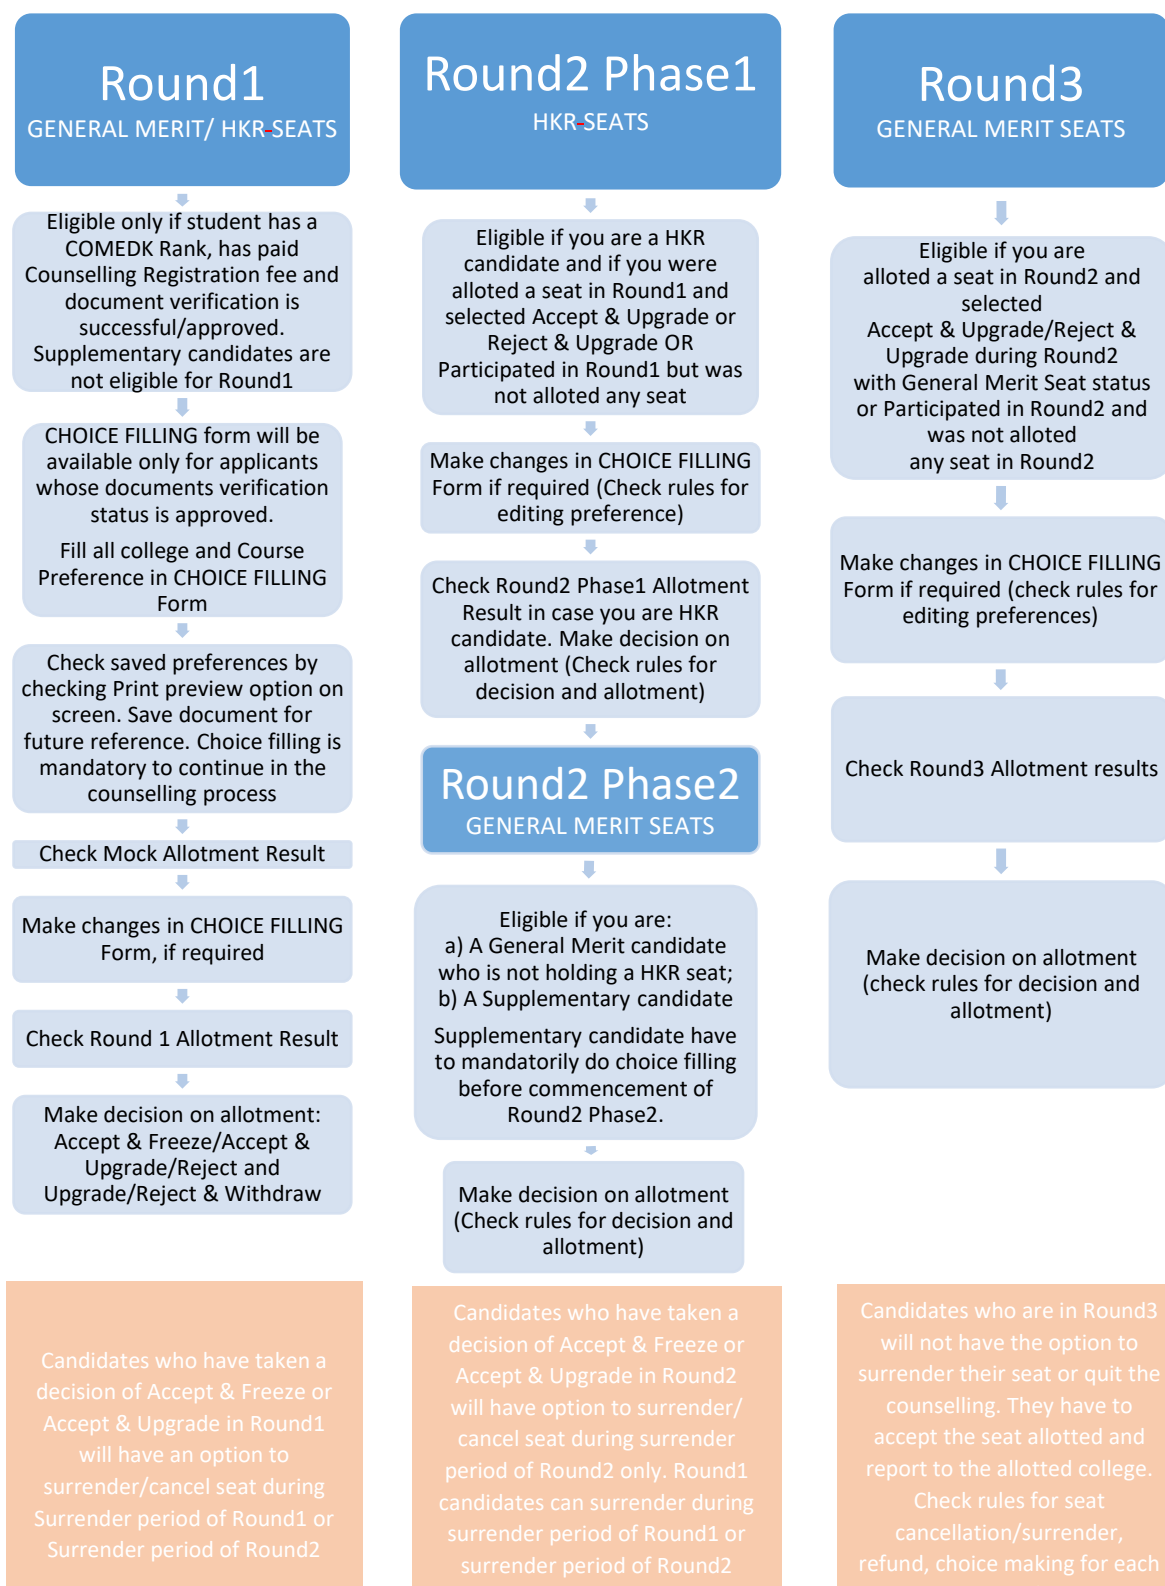 Round1
GENERAL MERIT/ HKR-SEATS
Eligible only if student has a
COMEDK Rank, has paid
Counselling Registration fee and
document verification is
successful/approved.
Supplementary candidates are
not eligible for Round1
CHOICE FILLING form will be
available only for applicants
whose documents verification
status is approved.
Fill all college and Course
Preference in CHOICE FILLING
Form
Check saved preferences by
checking Print preview option on
screen. Save document for
future reference. Choice filling is
mandatory to continue in the
counselling process
Check Mock Allotment Result
Make changes in CHOICE FILLING
Form, if required
Check Round 1 Allotment Result
Make decision on allotment:
Accept & Freeze/Accept &
Upgrade/Reject and
Upgrade/Reject & Withdraw
Candidates who have taken a
decision of Accept & Freeze or
Accept & Upgrade in Round1
will have an option to
surrender/cancel seat during
Surrender period of Round1 or
Surrender period of Round2
Round2 Phase1
HKR-SEATS
Eligible if you are a HKR
candidate and if you were
alloted a seat in Round1 and
selected Accept & Upgrade or
Reject & Upgrade OR
Participated in Round1 but was
not alloted any seat
Make changes in CHOICE FILLING
Form if required (Check rules for
editing preference)
Check Round2 Phase1 Allotment
Result in case you are HKR
candidate. Make decision on
allotment (Check rules for
decision and allotment)
Round2 Phase2
GENERAL MERIT SEATS
Eligible if you are:
a) A General Merit candidate
who is not holding a HKR seat;
b) A Supplementary candidate
Supplementary candidate have
to mandatorily do choice filling
before commencement of
Round2 Phase2.
Make decision on allotment
(Check rules for decision and
allotment)
Candidates who have taken a
decision of Accept & Freeze or
Accept & Upgrade in Round2
will have option to surrender/
cancel seat during surrender
period of Round2 only. Round1
candidates can surrender during
surrender period of Round1 or
surrender period of Round2
Round3
GENERAL MERIT SEATS
Eligible if you are
alloted a seat in Round2 and
selected
Accept & Upgrade/Reject &
Upgrade during Round2
with General Merit Seat status
or Participated in Round2 and
was not alloted
any seat in Round2
Make changes in CHOICE FILLING
Form if required (check rules for
editing preferences)
Check Round3 Allotment results
Make decision on allotment
(check rules for decision and
allotment)
Candidates who are in Round3
will not have the option to
surrender their seat or quit the
counselling. They have to
accept the seat allotted and
report to the allotted college.
Check rules for seat
cancellation/surrender,
refund, choice making for each